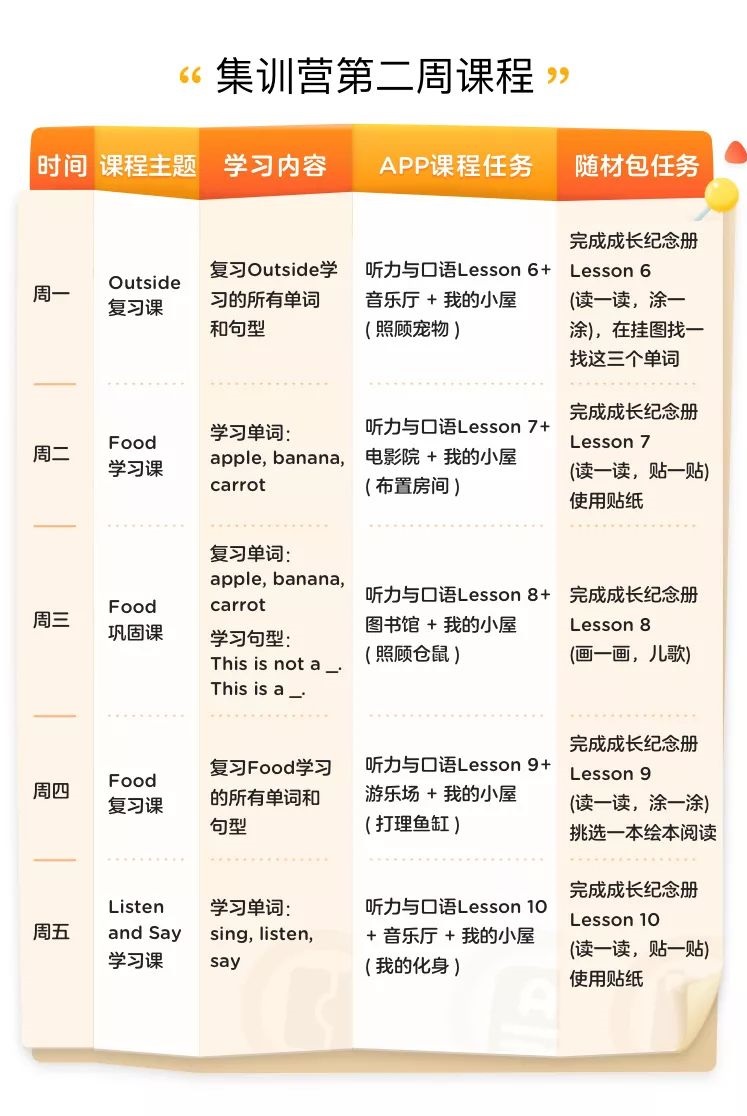 “ 集训营第二周课程 ”
时间 课程主题 学习内容 APP课程任务 随材包任务
周一
Outside
复习课
复习Outside学
习的所有单词
和句型
听力与口语Lesson 6+
音乐厅 + 我的小屋
( 照顾宠物 )
完成成长纪念册
Lesson 6
(读一读，涂一
涂)，在挂图找一
找这三个单词
周二
Food
学习课
学习单词：
apple, banana,
carrot
听力与口语Lesson 7+
电影院 + 我的小屋
( 布置房间 )
完成成长纪念册
Lesson 7
(读一读，贴一贴)
使用贴纸
周三
Food
巩固课
复习单词：
apple, banana,
carrot
学习句型：
This is not a _.
This is a _.
听力与口语Lesson 8+
图书馆 + 我的小屋
( 照顾仓鼠 )
完成成长纪念册
Lesson 8
(画一画，儿歌)
周四
Food
复习课
复习Food学习
的所有单词和
句型
听力与口语Lesson 9+
游乐场 + 我的小屋
( 打理鱼缸 )
完成成长纪念册
Lesson 9
(读一读，涂一涂)
挑选一本绘本阅读
周五
Listen
and Say
学习课
学习单词：
sing, listen,
say
听力与口语Lesson 10
+ 音乐厅 + 我的小屋
( 我的化身 )
完成成长纪念册
Lesson 10
(读一读，贴一贴)
使用贴纸